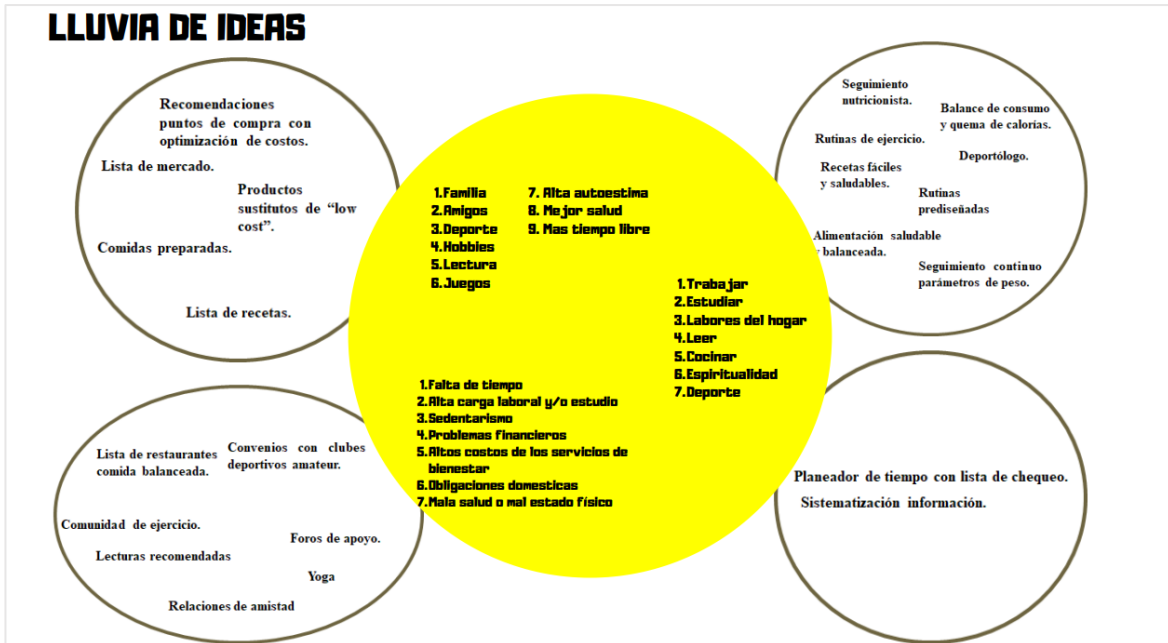 LLUVIA DE IDEAS
Recomendaciones
puntos de compra con
optimización de costos.
Lista de mercado.
Productos
sustitutos de “low
cost”.
Comidas preparadas.
Lista de recetas.
1.Familia
2.Amigos
3.Deporte
4.Hobbies
5.Lectura
6.Juegos
7. Alta autoestima
8. Mejor salud
9. Mas tiempo libre
1.Trabajar
2.Estudiar
3.Labores del hogar
4.Leer
5.Cocinar
6.Espiritualidad
7.Deporte
1.Falta de tiempo
2.Alta carga laboral y/o estudio
3.Sedentarismo
4.Problemas financieros
5.Altos costos de los servicios de
bienestar
6.Obligaciones domesticas
7.Mala salud o mal estado físico
Seguimiento
nutricionista.
Balance de consumo
y quema de calorías.
Rutinas de ejercicio.
Deportólogo.
Recetas fáciles
y saludables.
Rutinas
prediseñadas
Alimentación saludable
y balanceada.
Seguimiento continuo
parámetros de peso.
Lista de restaurantes
comida balanceada.
Convenios con clubes
deportivos amateur.
Comunidad de ejercicio.
Foros de apoyo.
Lecturas recomendadas
Yoga
Relaciones de amistad
Planeador de tiempo con lista de chequeo.
Sistematización información.